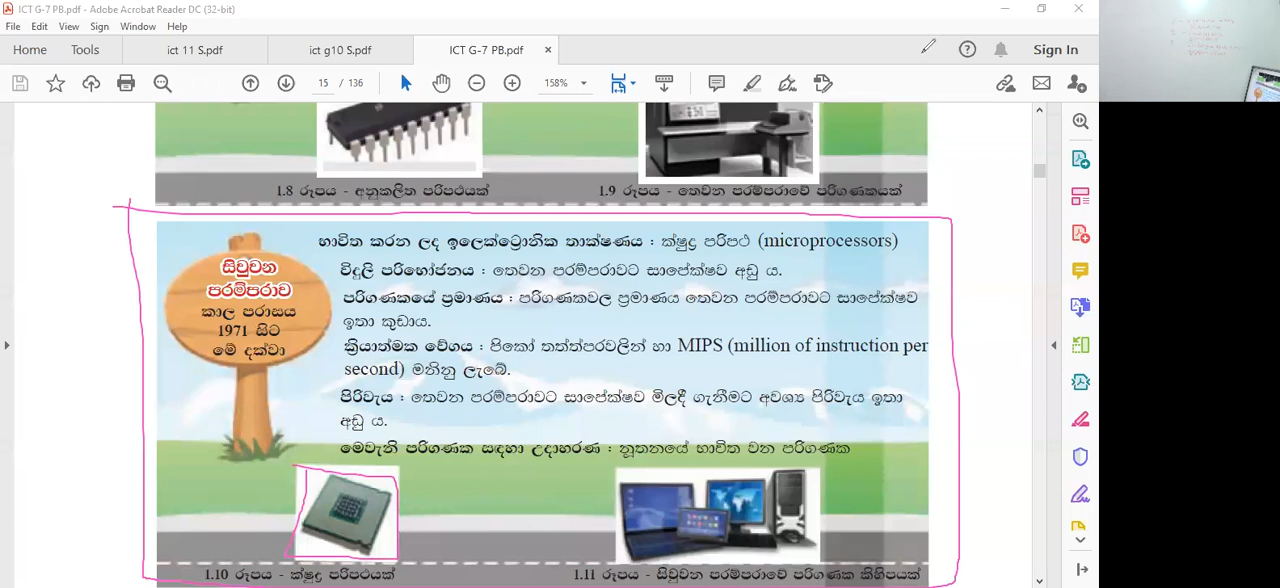 ICT G-7 PB.pdf - Adobe Acrobat Reader DC (32-bit)
File Edit View Sign Window Help
Home Tools ict 11 S.pdf ict g10 S.pdf ICT G-7 PB.pdf × Sign In
15 / 136 158%
1.8 රූපය - අනුකලිත පරිපථයක් 1.9 රූපය - තෙවන පරම්පරාවේ පරිගණකයක්
සිවුවන
පරම්පරාව
කාල පරාසය
1971 සිට
මේ දක්වා
භාවිත කරන ලද ඉලෙක්ට්‍රොනික තාක්ෂණය : ක්ෂුද්‍ර පරිපථ (microprocessors)
විදුලි පරිභෝජනය : තෙවන පරම්පරාවට සාපේක්ෂව අඩු ය.
පරිගණකයේ ප්‍රමාණය : පරිගණකවල ප්‍රමාණය තෙවන පරම්පරාවට සාපේක්ෂව
ඉතා කුඩාය.
ක්‍රියාත්මක වේගය : පිකෝ තත්ත්පරවලින් හා MIPS (million of instruction per
second) මනිනු ලැබේ.
පිරිවැය : තෙවන පරම්පරාවට සාපේක්ෂව මිලදී ගැනීමට අවශ්‍ය පිරිවැය ඉතා
අඩු ය.
මෙවැනි පරිගණක සඳහා උදාහරණ : නූතනයේ භාවිත වන පරිගණක
1.10 රූපය - ක්ෂුද්‍ර පරිපථයක් 1.11 රූපය - සිවුවන පරම්පරාවේ පරිගණක කිහිපයක්